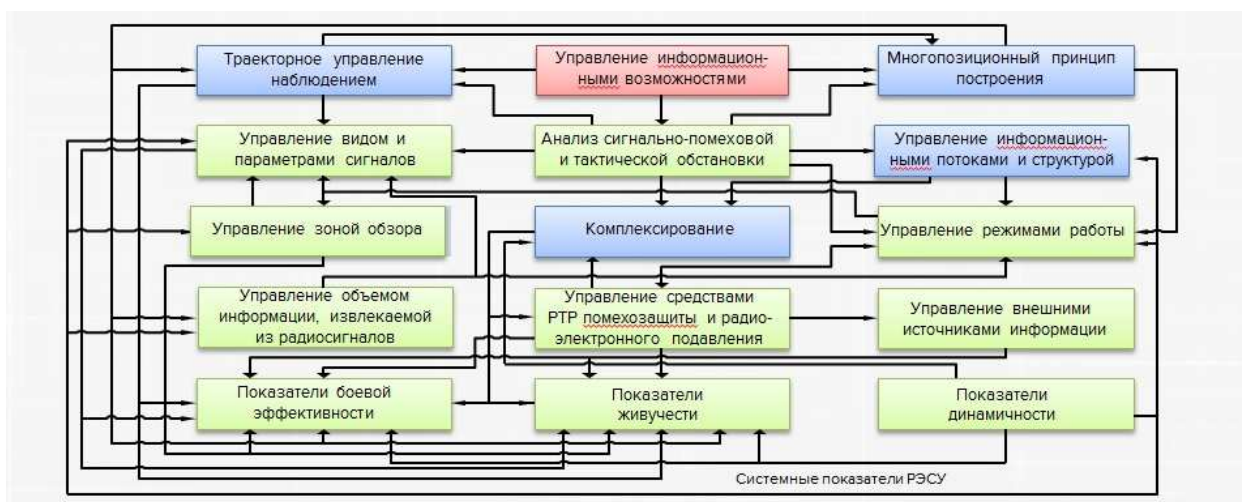 Траекторное управление
наблюдением
Управление информацион-
ными возможностями
Многопозиционный принцип
построения
Управление видом и
параметрами сигналов
Анализ сигнально-помеховой
и тактической обстановки
Управление информацион-
ными потоками и структурой
Управление зоной обзора
Комплексирование
Управление режимами работы
Управление объемом
информации, извлекаемой
из радиосигналов
Управление средствами
РТР помехозащиты и радио-
электронного подавления
Управление внешними
источниками информации
Показатели боевой
эффективности
Показатели
живучести
Показатели
динамичности
Системные показатели РЭСУ